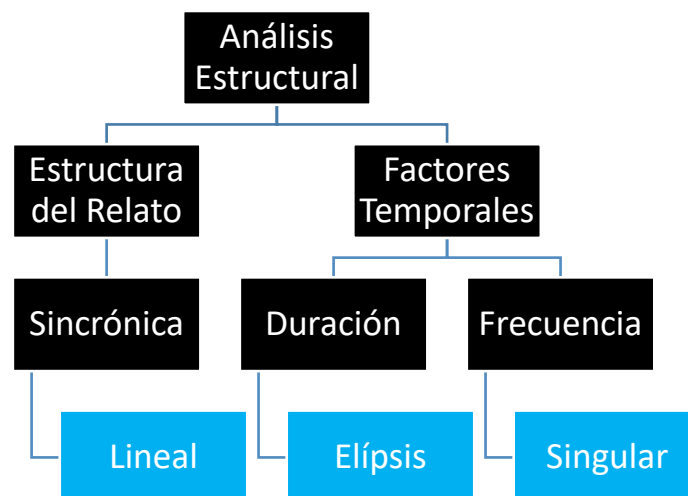 Análisis
Estructural
Estructura
del Relato
Factores
Temporales
Sincrónica
Duración
Frecuencia
Lineal
Elípsis
Singular